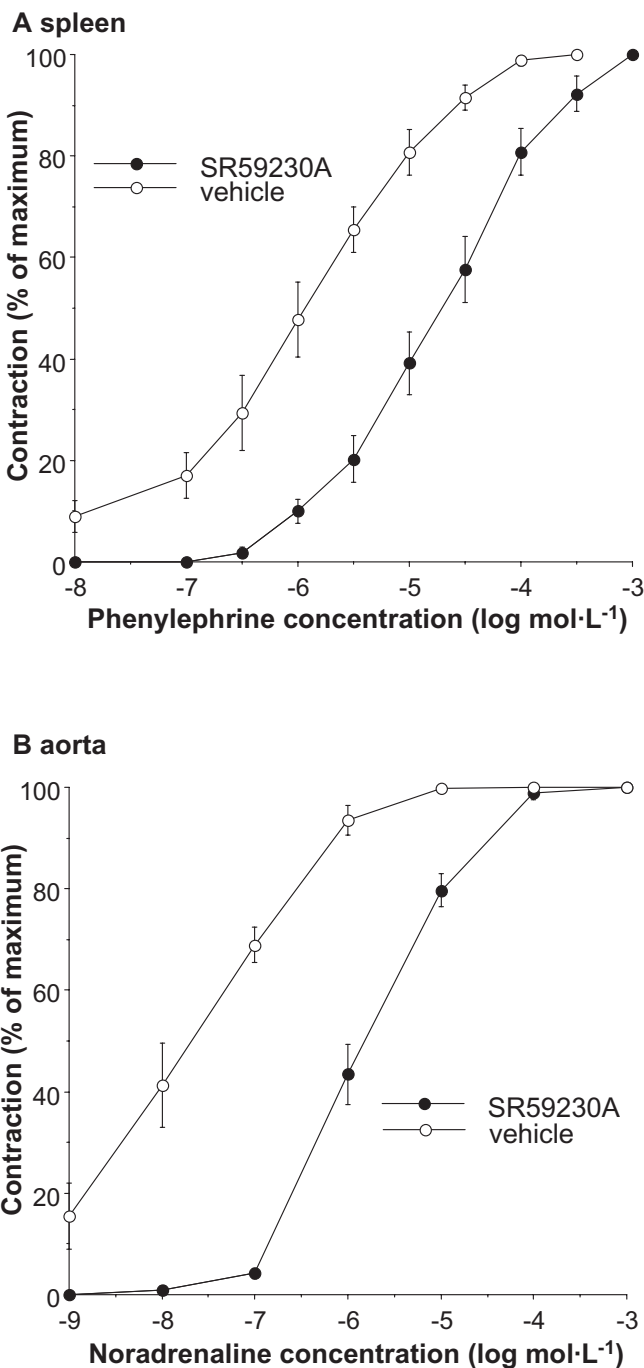 A spleen
100
80
60
40
20
0
Contraction (% of maximum)
SR59230A
vehicle
-8 -7 -6 -5 -4 -3
Phenylephrine concentration (log mol·L-1)
B aorta
100
80
60
40
20
0
Contraction (% of maximum)
SR59230A
vehicle
-9 -8 -7 -6 -5 -4 -3
Noradrenaline concentration (log mol·L-1)